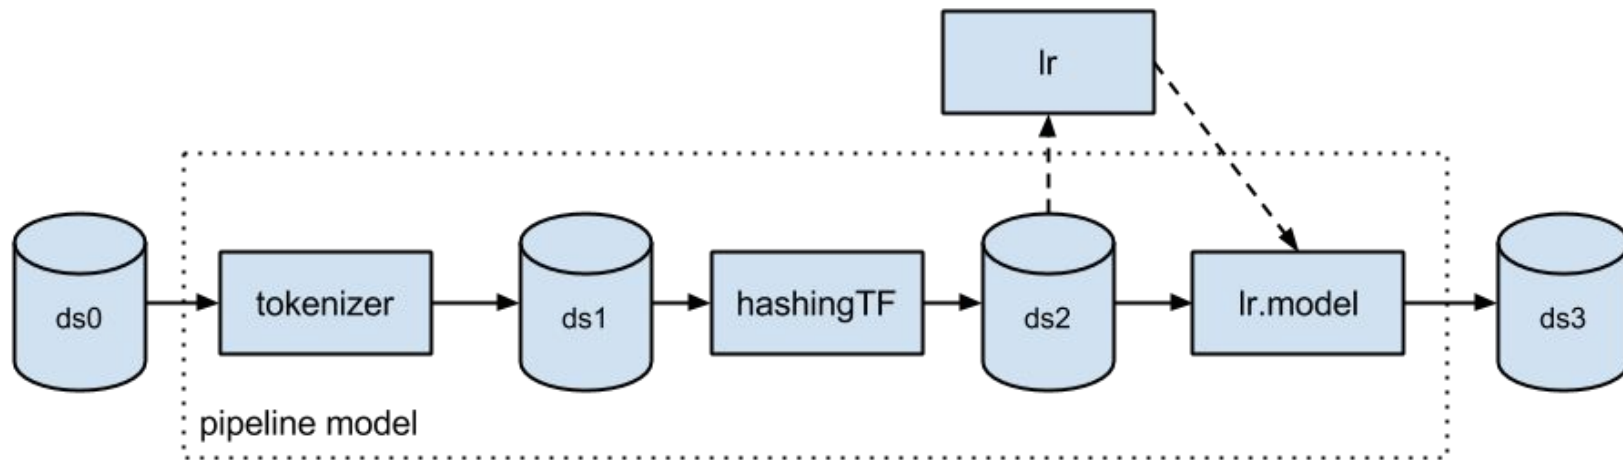 lr
ds0
tokenizer
ds1
hashingTF
ds2
lr.model
ds3
pipeline model